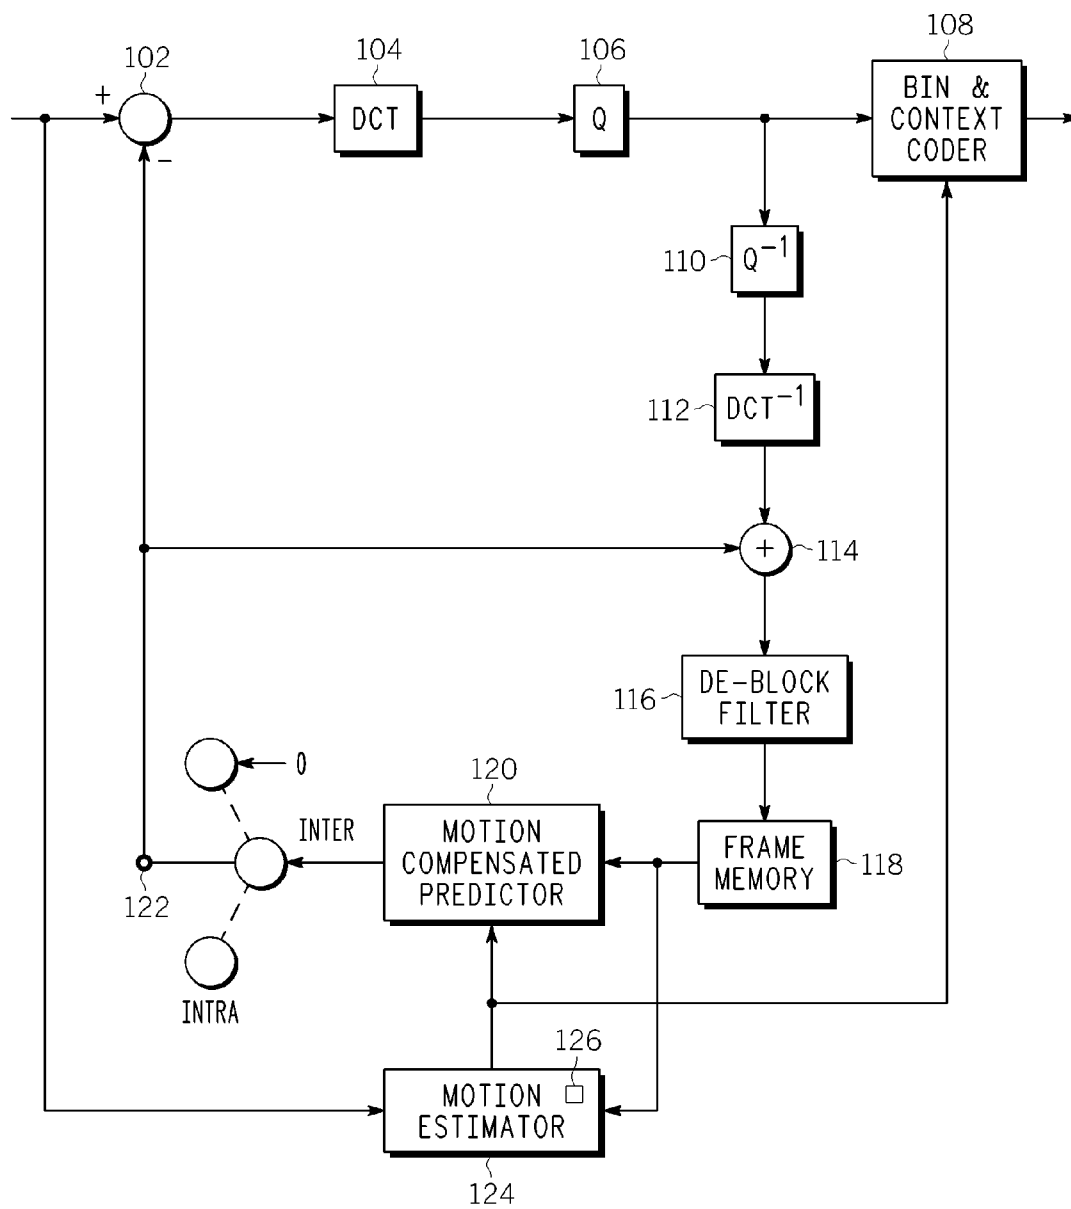 102
104
106
108
+
−
DCT
Q
BIN &
CONTEXT
CODER
110
Q−1
112
DCT−1
+
114
116
DE-BLOCK
FILTER
0
120
INTER
MOTION
COMPENSATED
PREDICTOR
FRAME
MEMORY
118
122
INTRA
126
MOTION
ESTIMATOR
124